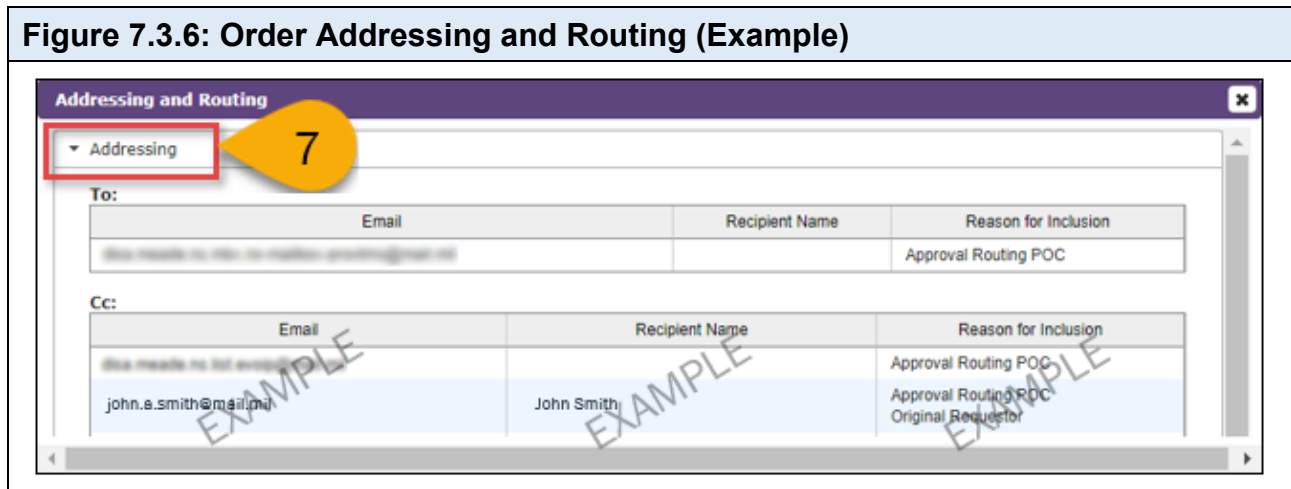 Figure 7.3.6: Order Addressing and Routing (Example)
Addressing and Routing
Addressing
7
To:
Email Recipient Name Reason for Inclusion
Approval Routing POC
Cc:
Email Recipient Name Reason for Inclusion
Approval Routing POC
john.a.smith@mail.mil John Smith Approval Routing POC
Original Requestor
EXAMPLE EXAMPLE EXAMPLE